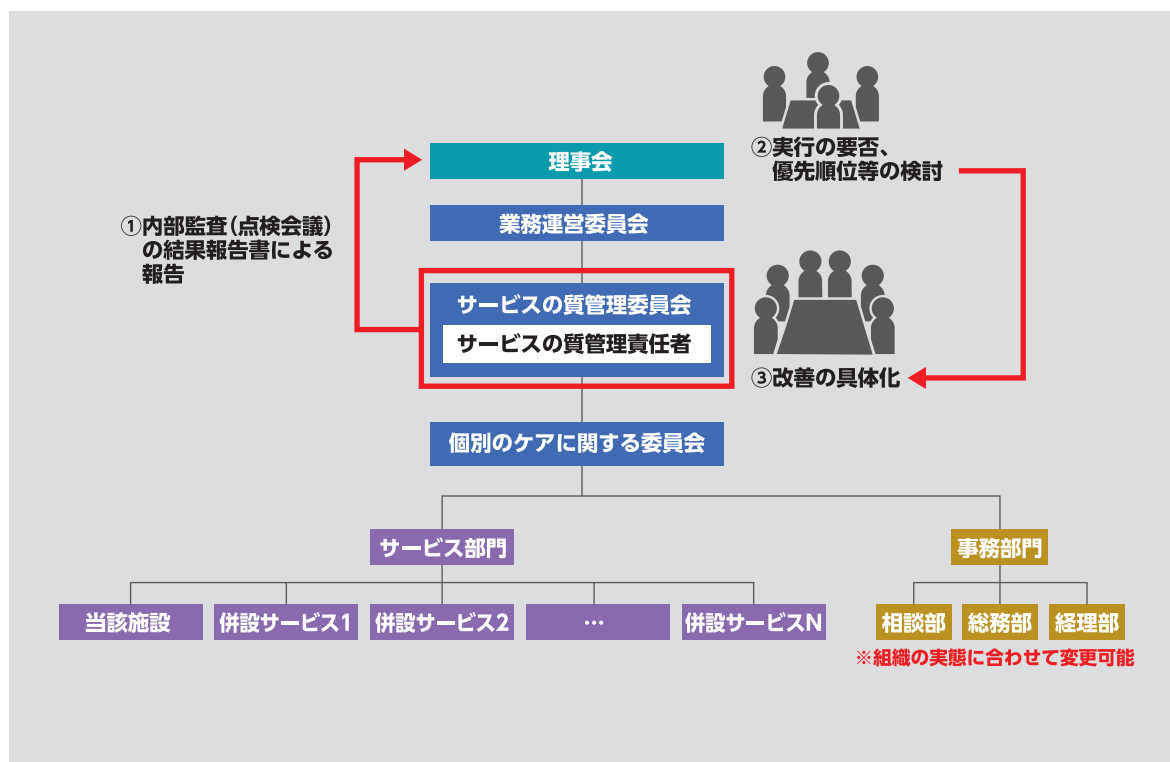 ②実行の要否、
優先順位等の検討
理事会
業務運営委員会
①内部監査(点検会議)
の結果報告書による
報告
サービスの質管理委員会
サービスの質管理責任者
③改善の具体化
個別のケアに関する委員会
サービス部門
事務部門
当該施設
併設サービス1
併設サービス2
…
併設サービスN
相談部
総務部
経理部
※組織の実態に合わせて変更可能